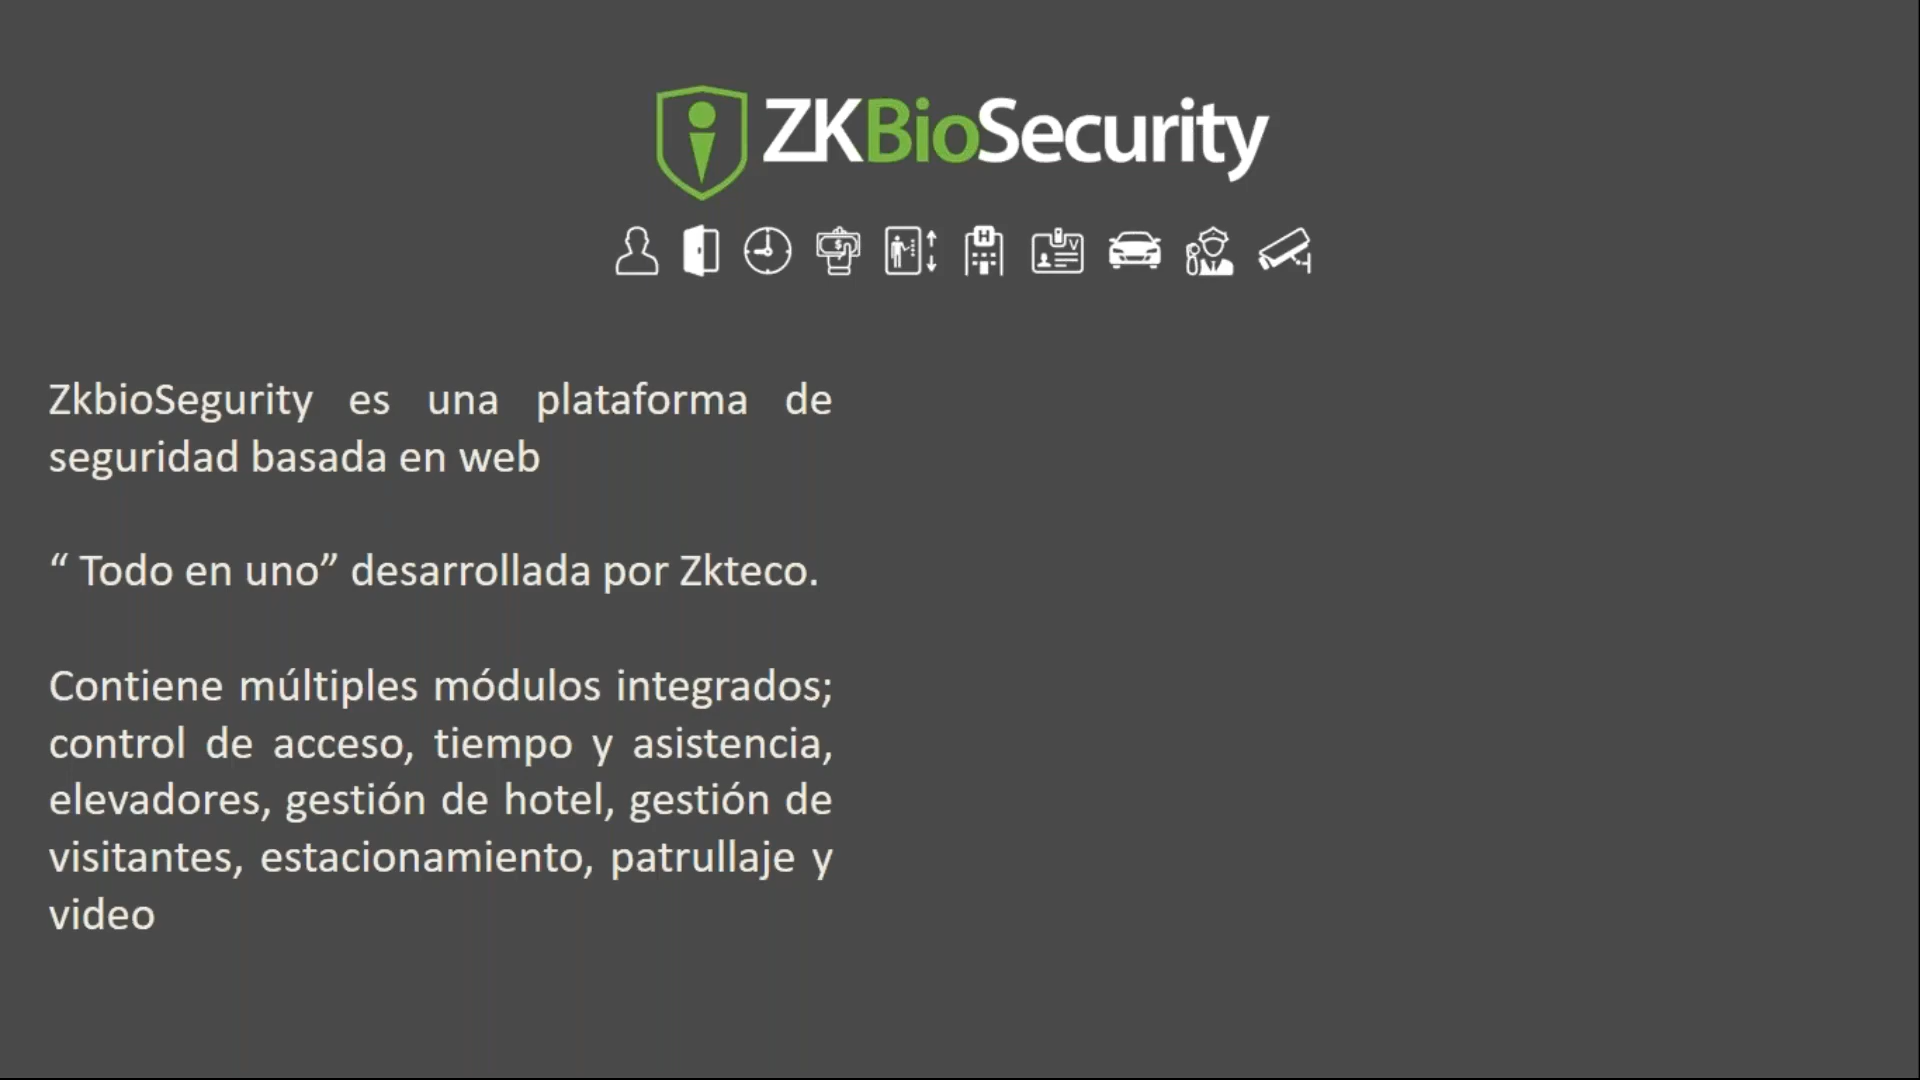 ZKBioSecurity
ZkbioSegurity es una plataforma de
seguridad basada en web
“ Todo en uno” desarrollada por Zkteco.
Contiene múltiples módulos integrados;
control de acceso, tiempo y asistencia,
elevadores, gestión de hotel, gestión de
visitantes, estacionamiento, patrullaje y
video